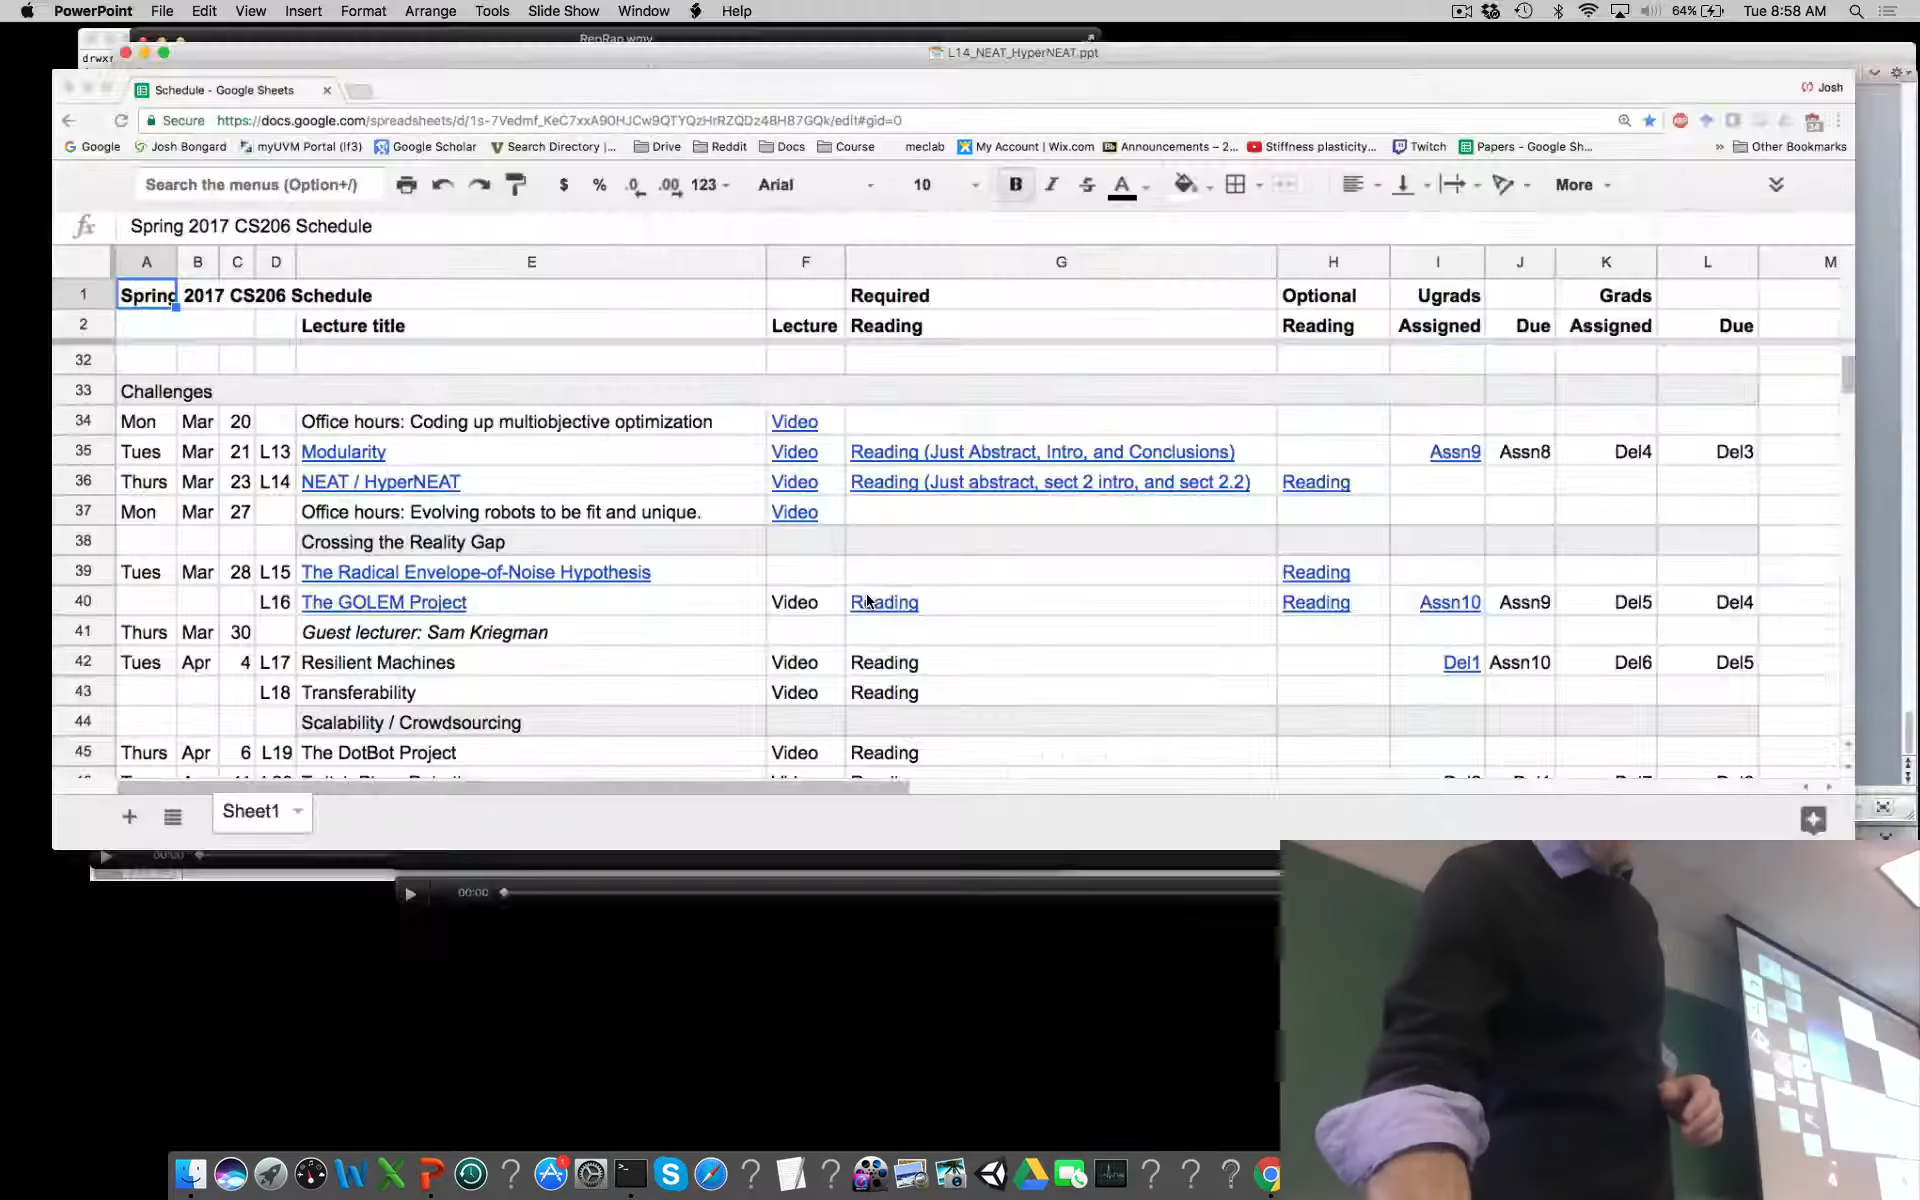 PowerPoint File Edit View Insert Format Arrange Tools Slide Show Window Help 64% Tue 8:58 AM
RepRap.wmv
drwxr L14_NEAT_HyperNEAT.ppt
Schedule - Google Sheets Josh
Secure https://docs.google.com/spreadsheets/d/1s-7Vedmf_KeC7xxA90HJCw9QTYQzHrRZQDz48H87GQk/edit#gid=0
Google Josh Bongard myUVM Portal (lf3) Google Scholar Search Directory |... Drive Reddit Docs Course meclab My Account | Wix.com Announcements – 2... Stiffness plasticity... Twitch Papers - Google Sh... » Other Bookmarks
Search the menus (Option+/) $ % .0 .00 123 Arial 10 B I S A More
fx Spring 2017 CS206 Schedule
A B C D E F G H I J K L M
1 Spring 2017 CS206 Schedule Required Optional Ugrads Grads
2 Lecture title Lecture Reading Reading Assigned Due Assigned Due
32
33 Challenges
34 Mon Mar 20 Office hours: Coding up multiobjective optimization Video
35 Tues Mar 21 L13 Modularity Video Reading (Just Abstract, Intro, and Conclusions) Assn9 Assn8 Del4 Del3
36 Thurs Mar 23 L14 NEAT / HyperNEAT Video Reading (Just abstract, sect 2 intro, and sect 2.2) Reading
37 Mon Mar 27 Office hours: Evolving robots to be fit and unique. Video
38 Crossing the Reality Gap
39 Tues Mar 28 L15 The Radical Envelope-of-Noise Hypothesis Reading
40 L16 The GOLEM Project Video Reading Reading Assn10 Assn9 Del5 Del4
41 Thurs Mar 30 Guest lecturer: Sam Kriegman
42 Tues Apr 4 L17 Resilient Machines Video Reading Del1 Assn10 Del6 Del5
43 L18 Transferability Video Reading
44 Scalability / Crowdsourcing
45 Thurs Apr 6 L19 The DotBot Project Video Reading
Sheet1
00:00
00:00